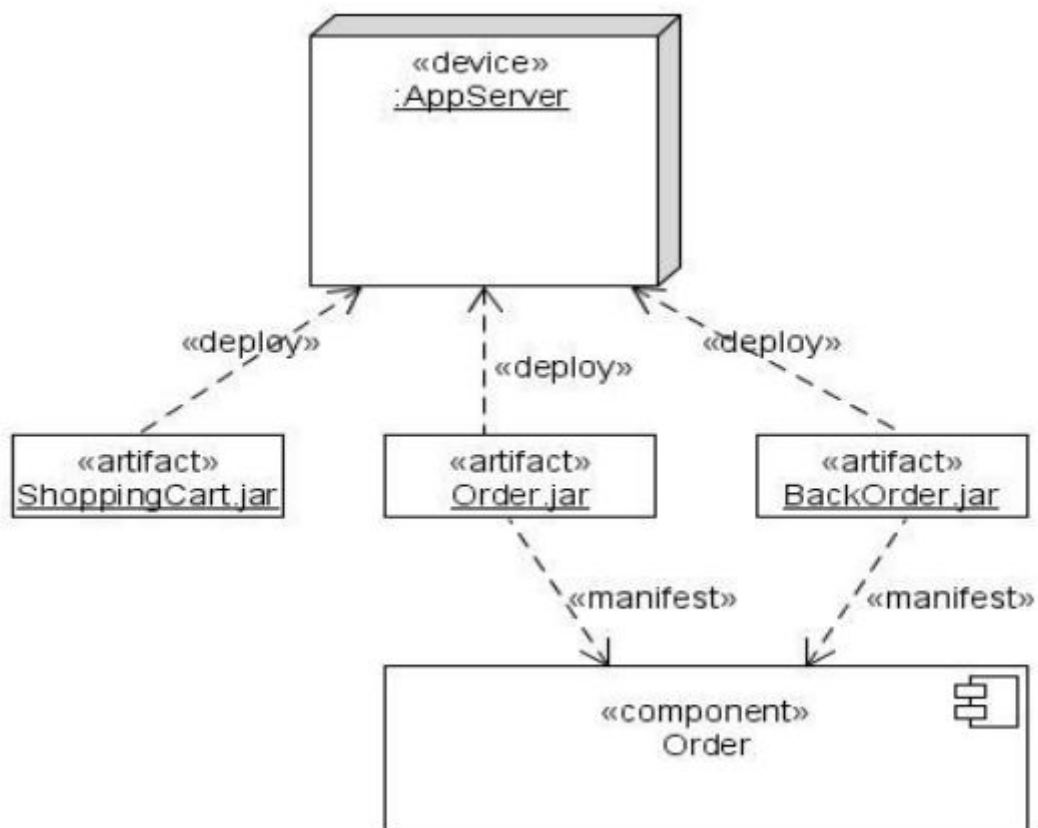 «device»
:AppServer
«deploy»
«deploy»
«deploy»
«artifact»
ShoppingCart.jar
«artifact»
Order.jar
«artifact»
BackOrder.jar
«manifest»
«manifest»
«component»
Order